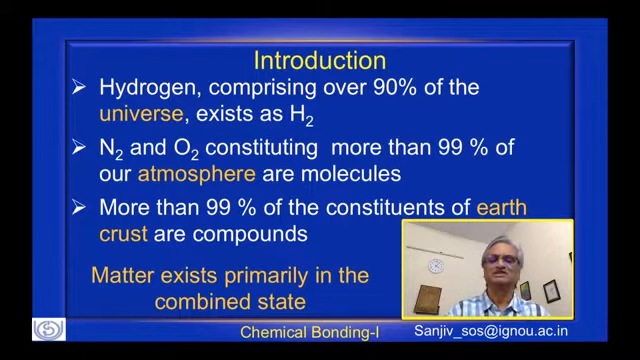 Introduction
➢ Hydrogen, comprising over 90% of the
universe, exists as H₂
➢ N₂ and O₂ constituting more than 99 % of
our atmosphere are molecules
➢ More than 99 % of the constituents of earth
crust are compounds
Matter exists primarily in the
combined state
Chemical Bonding-I
Sanjiv_sos@ignou.ac.in